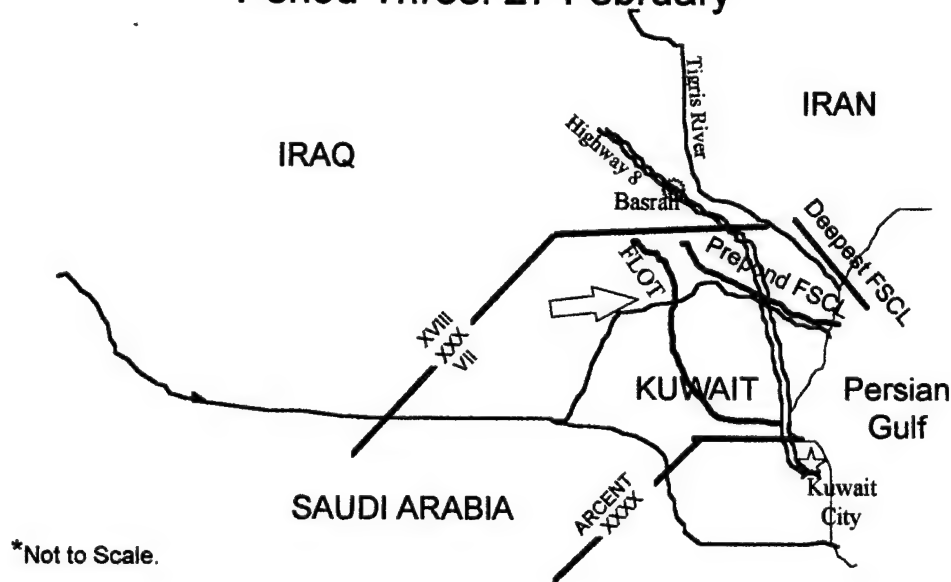 Period Three: 27 February
Tigris River
IRAN
IRAQ
Highway 8
Basrah
Deepest FSCL
FLOT
Prepond FSCL
XVIII
XXX
VII
KUWAIT
Persian
Gulf
SAUDI ARABIA
ARCENT
XXXX
Kuwait
City
*Not to Scale.